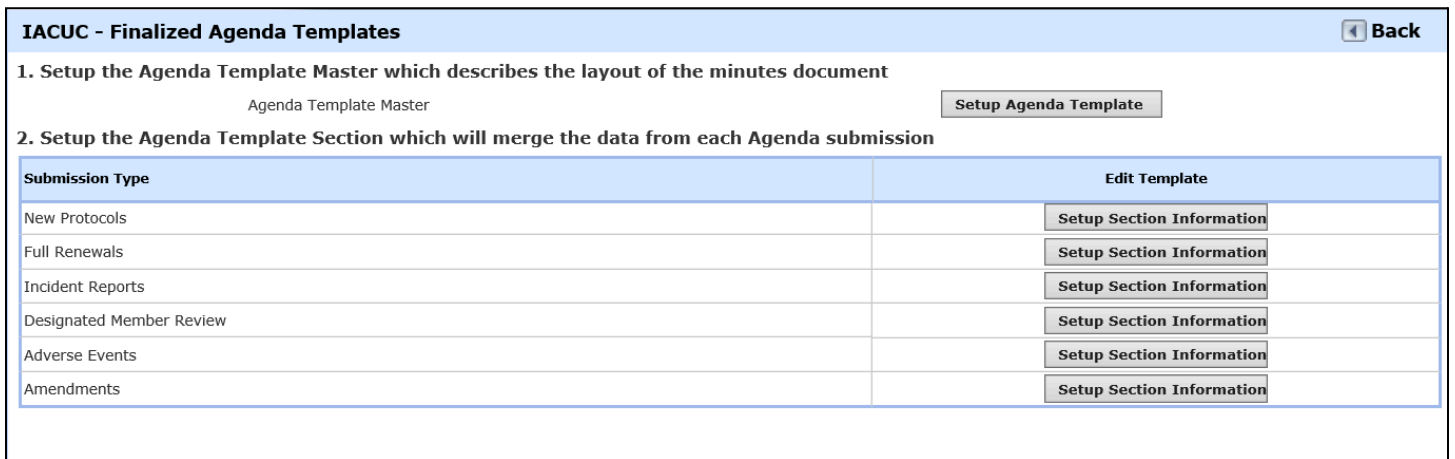 IACUC - Finalized Agenda Templates Back
1. Setup the Agenda Template Master which describes the layout of the minutes document
Agenda Template Master Setup Agenda Template
2. Setup the Agenda Template Section which will merge the data from each Agenda submission
Submission Type Edit Template
New Protocols Setup Section Information
Full Renewals Setup Section Information
Incident Reports Setup Section Information
Designated Member Review Setup Section Information
Adverse Events Setup Section Information
Amendments Setup Section Information